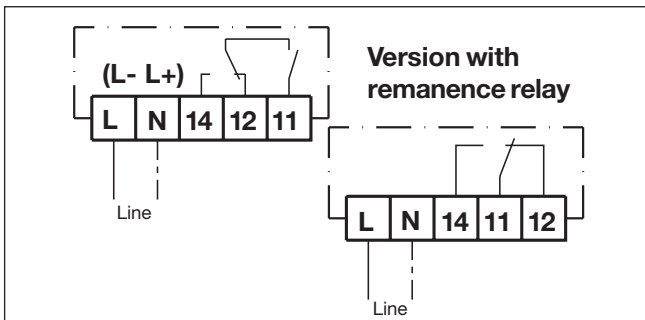 (L- L+)
L N 14 12 11
Line
Version with
remanence relay
L N 14 11 12
Line